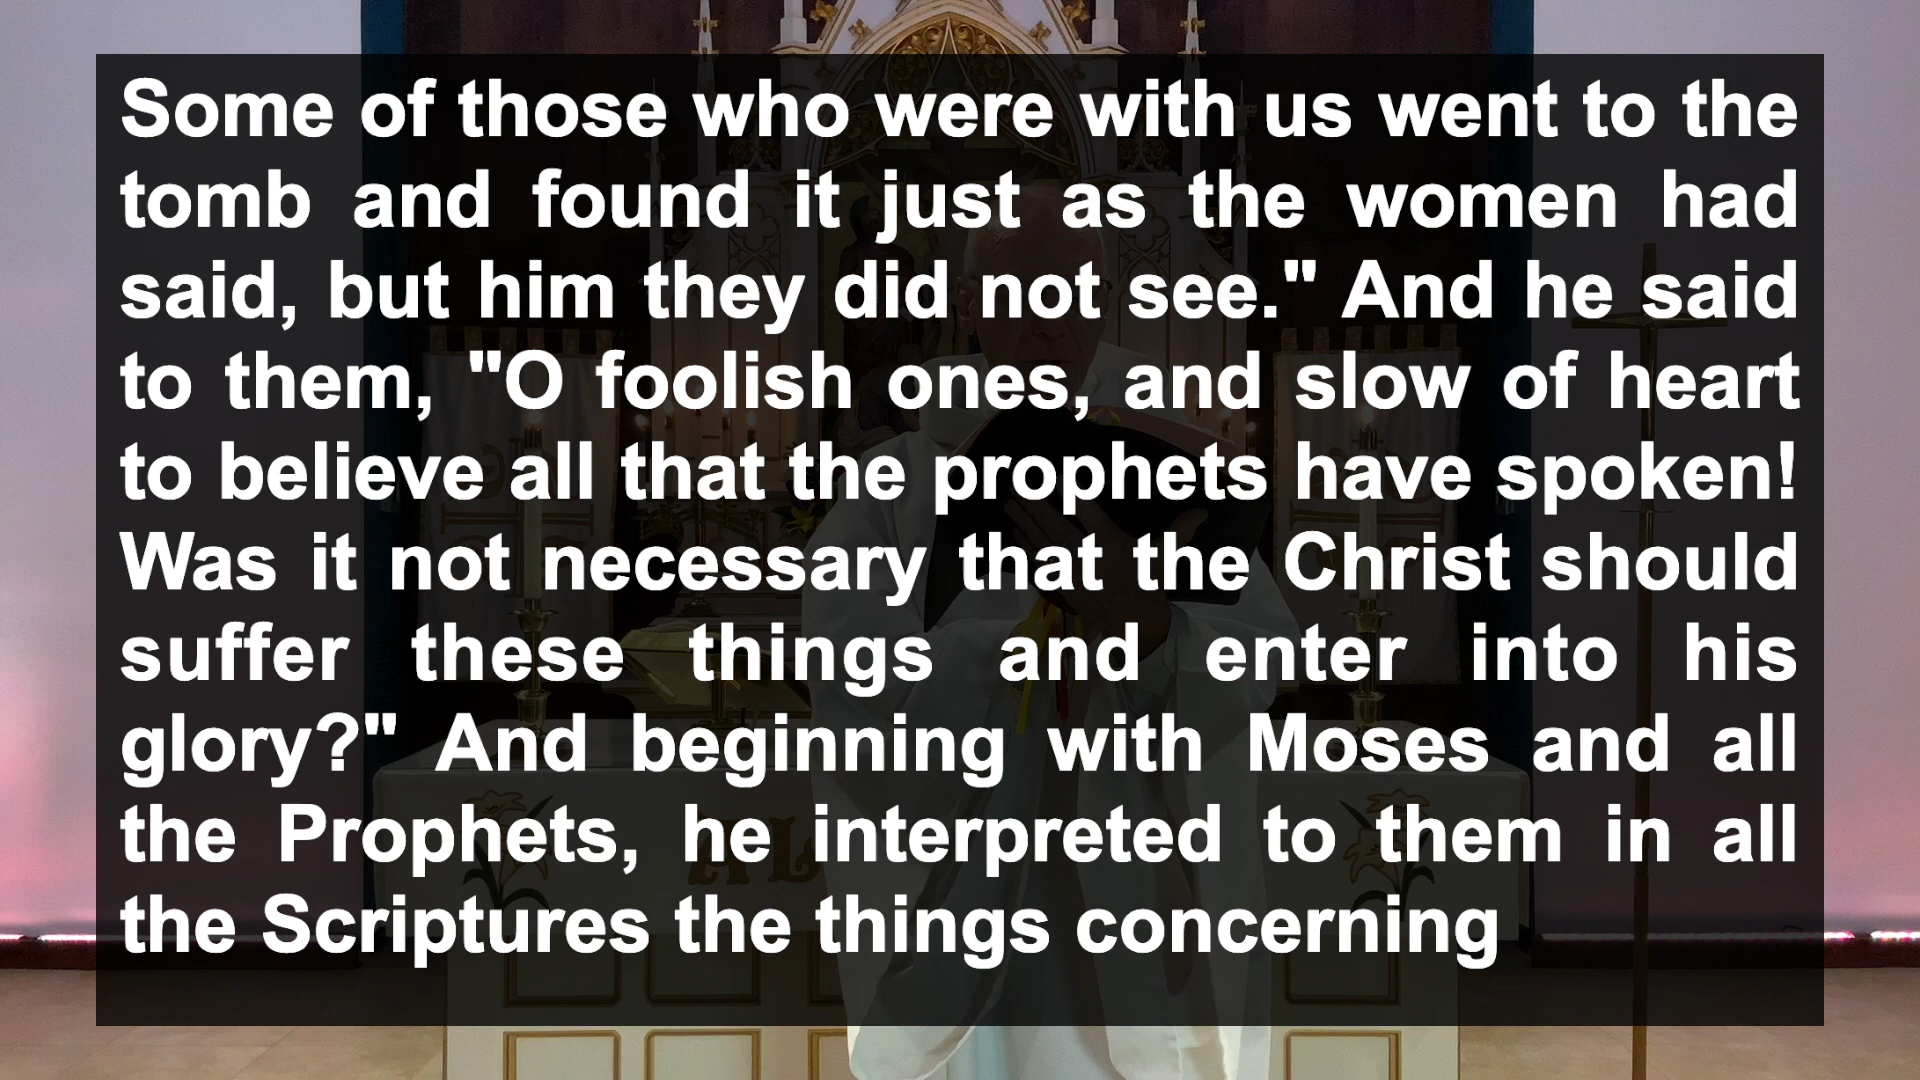 Some of those who were with us went to the
tomb and found it just as the women had
said, but him they did not see." And he said
to them, "O foolish ones, and slow of heart
to believe all that the prophets have spoken!
Was it not necessary that the Christ should
suffer these things and enter into his
glory?" And beginning with Moses and all
the Prophets, he interpreted to them in all
the Scriptures the things concerning